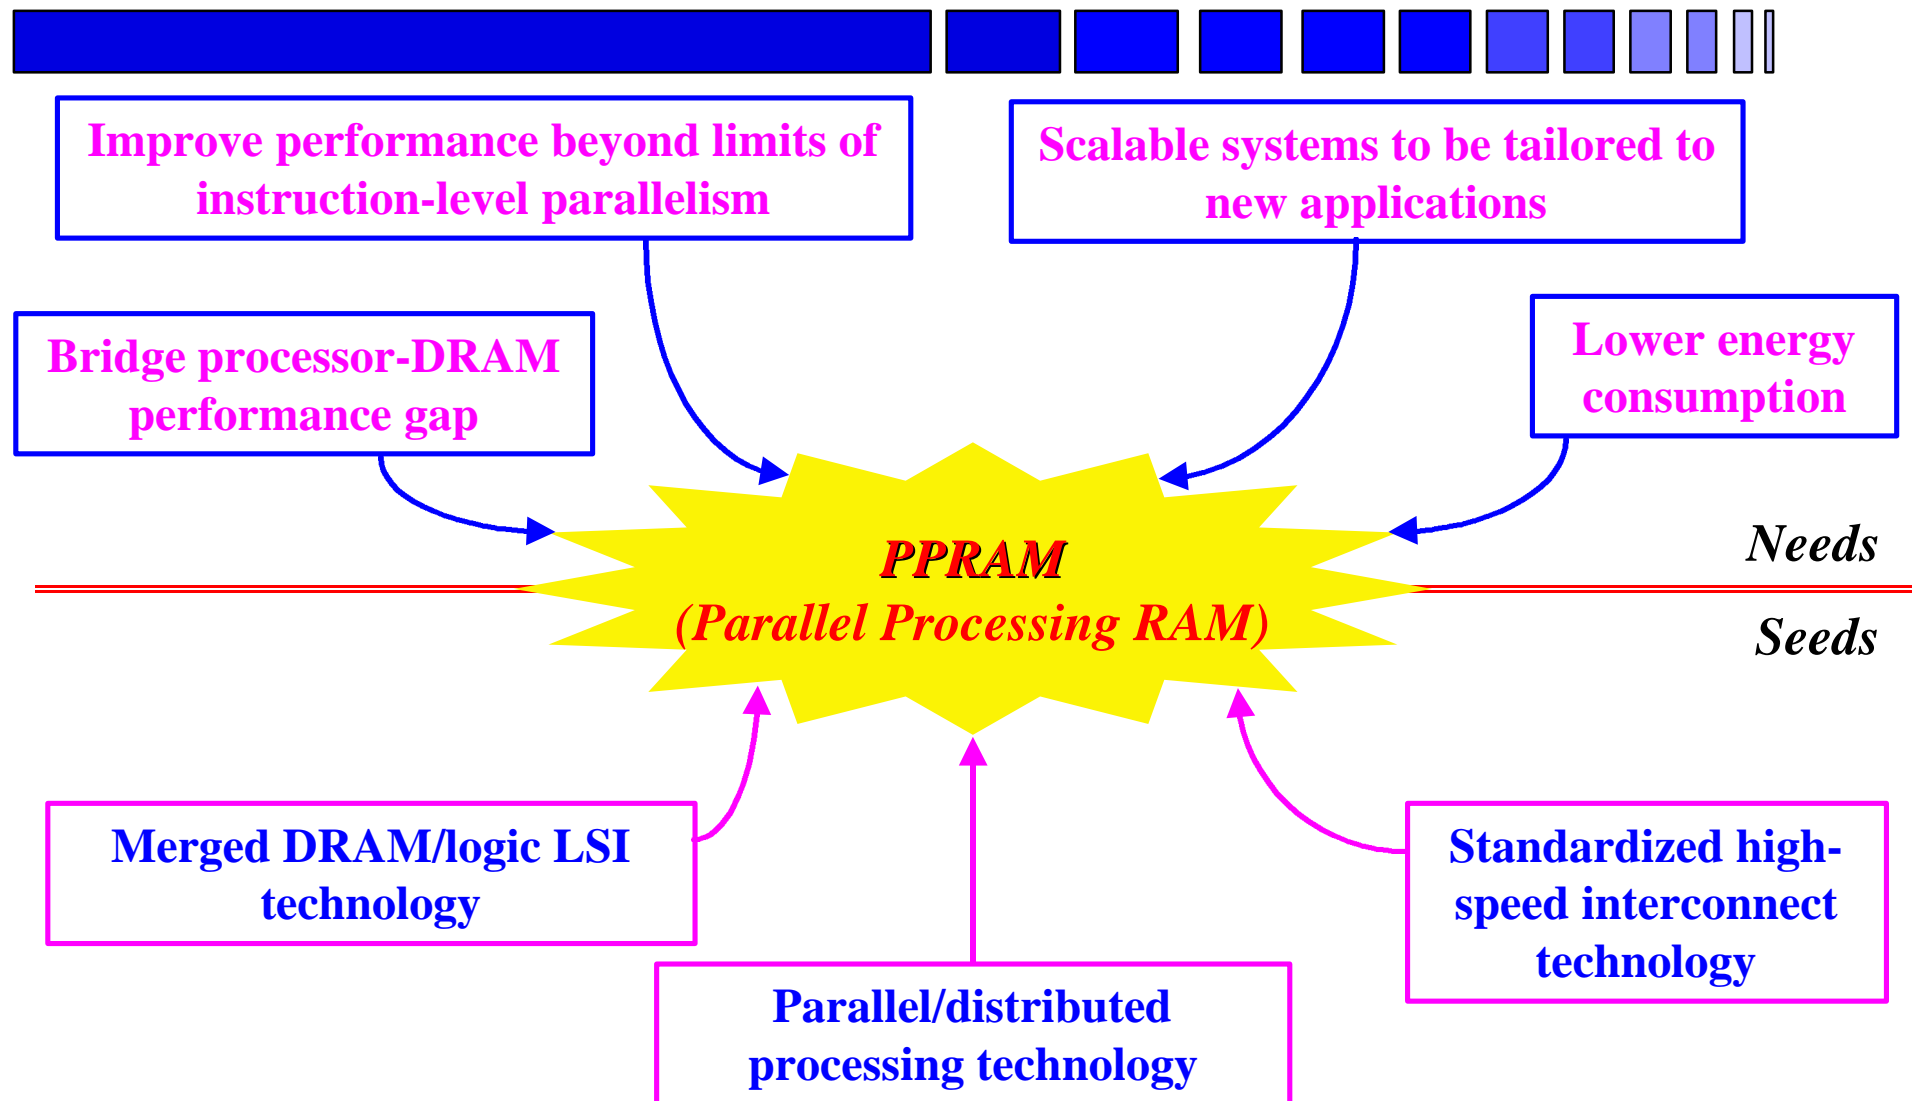 Improve performance beyond limits of
instruction-level parallelism
Scalable systems to be tailored to
new applications
Bridge processor-DRAM
performance gap
Lower energy
consumption
PPRAM
(Parallel Processing RAM)
Needs
Seeds
Merged DRAM/logic LSI
technology
Parallel/distributed
processing technology
Standardized high-
speed interconnect
technology